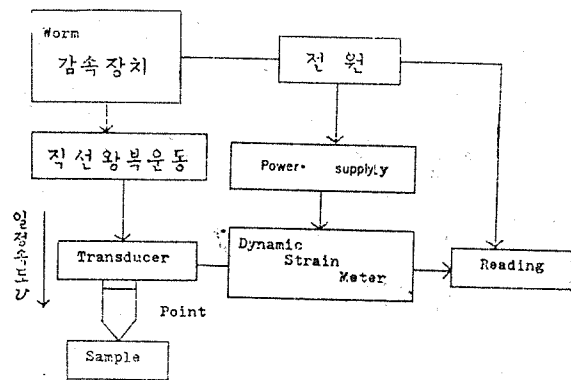 Worm
감속장치
전 원
직선왕복운동
Power· supplyLy
일정속도 V
Transducer
Dynamic
Strain
Meter
Reading
Point
Sample